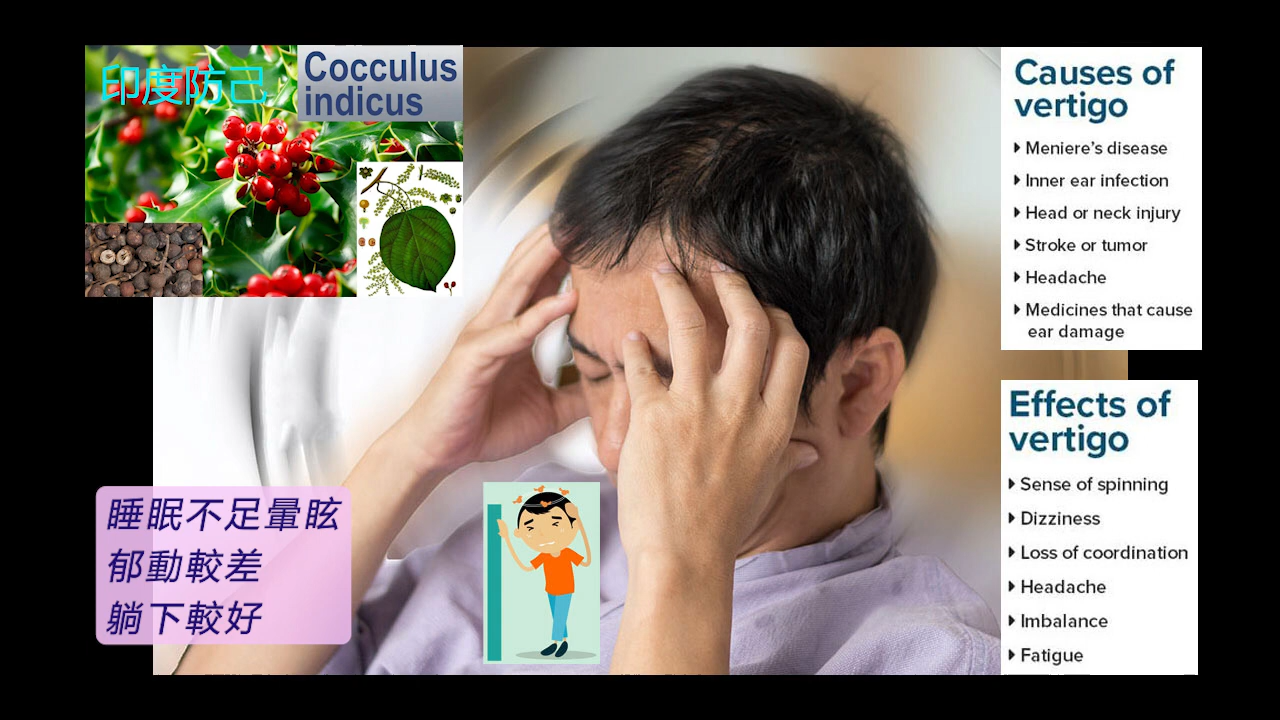 印度防己
Cocculus
indicus
Causes of
vertigo
Meniere's disease
Inner ear infection
Head or neck injury
Stroke or tumor
Headache
Medicines that cause
ear damage
Effects of
vertigo
Sense of spinning
Dizziness
Loss of coordination
Headache
Imbalance
Fatigue
睡眠不足暈眩
郁動較差
躺下較好